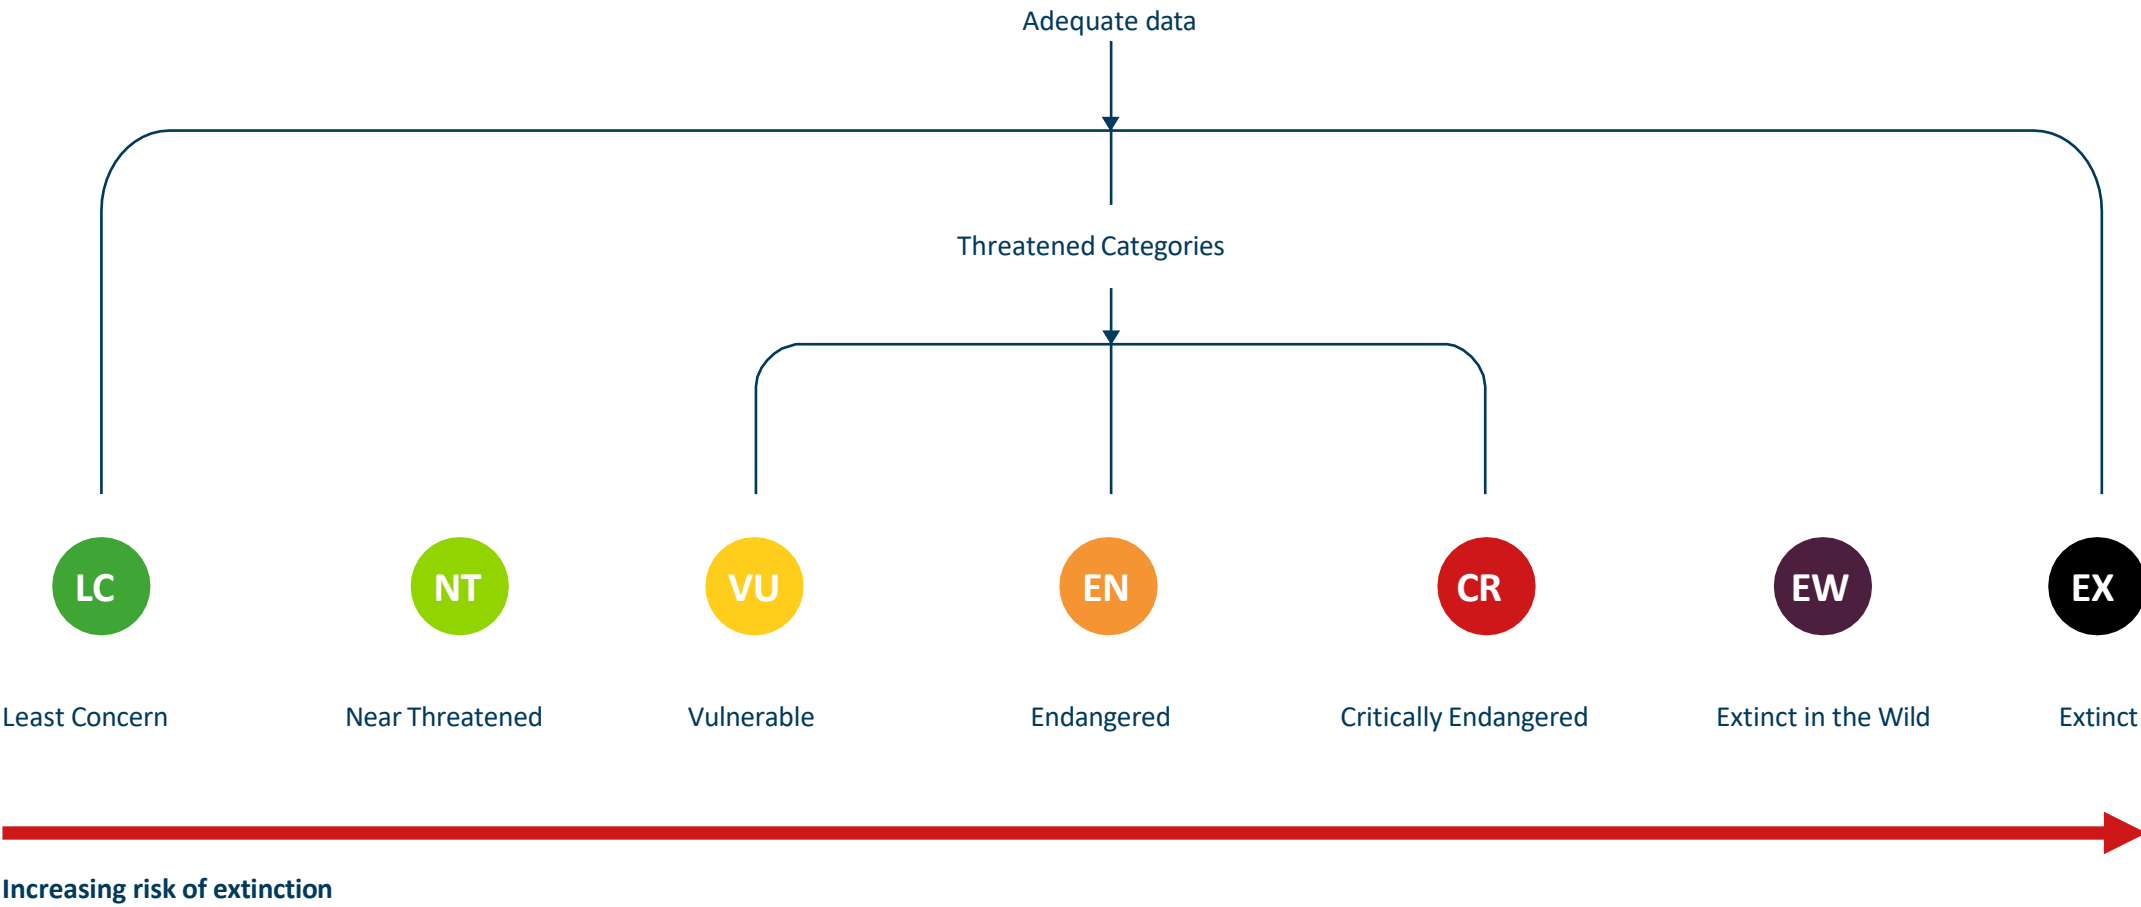 Adequate data
Threatened Categories
LC
NT
VU
EN
CR
EW
EX
Least Concern
Near Threatened
Vulnerable
Endangered
Critically Endangered
Extinct in the Wild
Extinct
Increasing risk of extinction